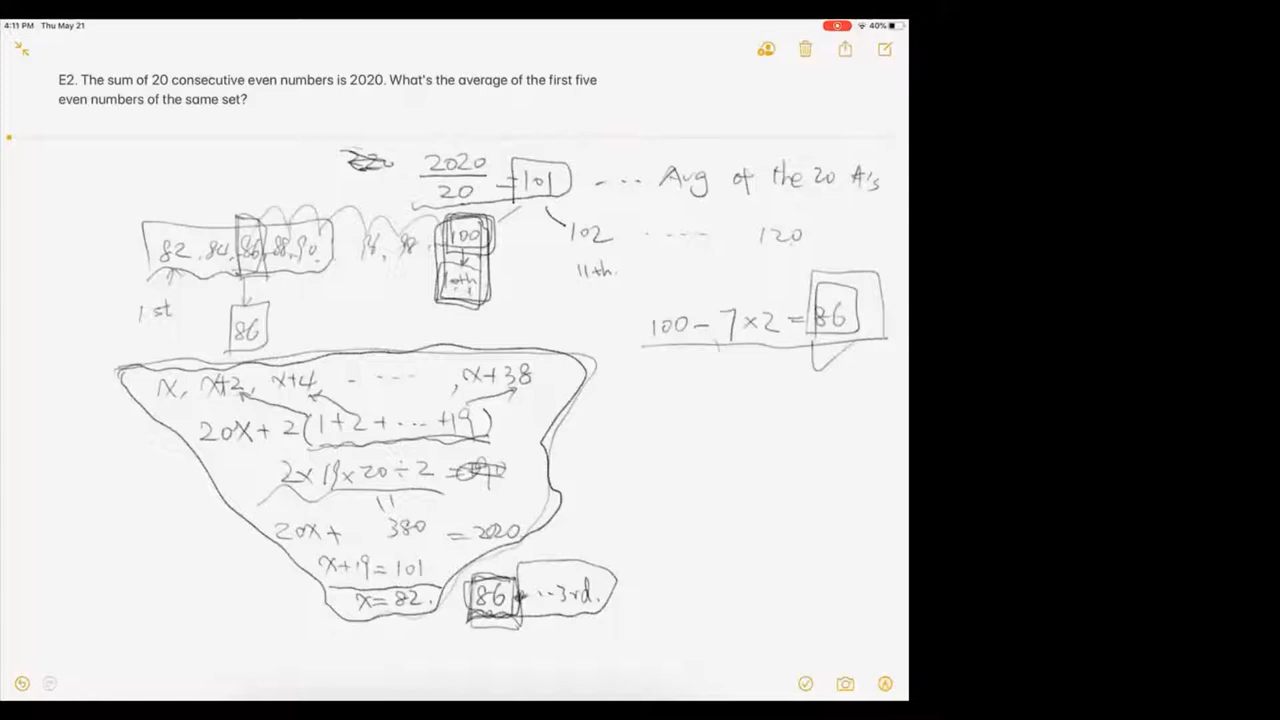 4:11 PM Thu May 21
40%
E2. The sum of 20 consecutive even numbers is 2020. What's the average of the first five
even numbers of the same set?
2020
20
=101 .... Avg of the 20 #'s
82, 84, 86, 88, 90, 96, 98. 100 102 ..... 120
10th 11th.
1st
86
100 - 7 × 2 = 86
x, x+2, x+4 - ...., x+38
20x + 2(1+2+...+19)
2×19×20÷2 =
20x + 380 = 2020
x+19 = 101
x = 82.
86 ...3rd.